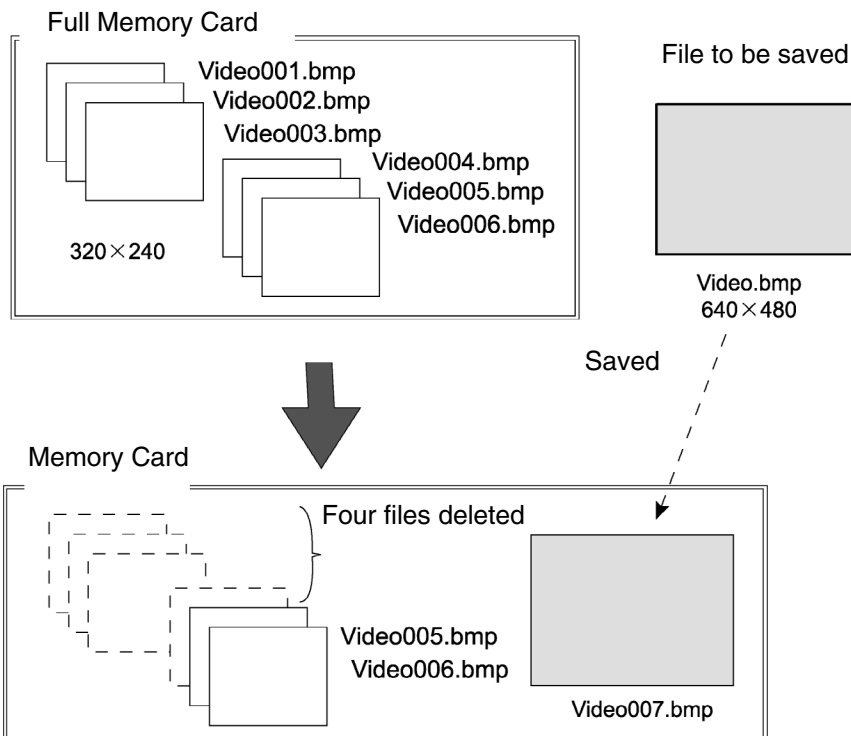 Full Memory Card
File to be saved
Video001.bmp
Video002.bmp
Video003.bmp
Video004.bmp
Video005.bmp
Video006.bmp
320×240
Video.bmp
640×480
Saved
Memory Card
Four files deleted
Video005.bmp
Video006.bmp
Video007.bmp